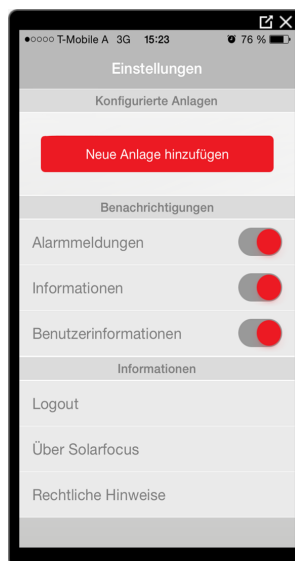 T-Mobile A 3G 15:23 76 %
Einstellungen
Konfigurierte Anlagen
Neue Anlage hinzufügen
Benachrichtigungen
Alarmmeldungen
Informationen
Benutzerinformationen
Informationen
Logout
Über Solarfocus
Rechtliche Hinweise